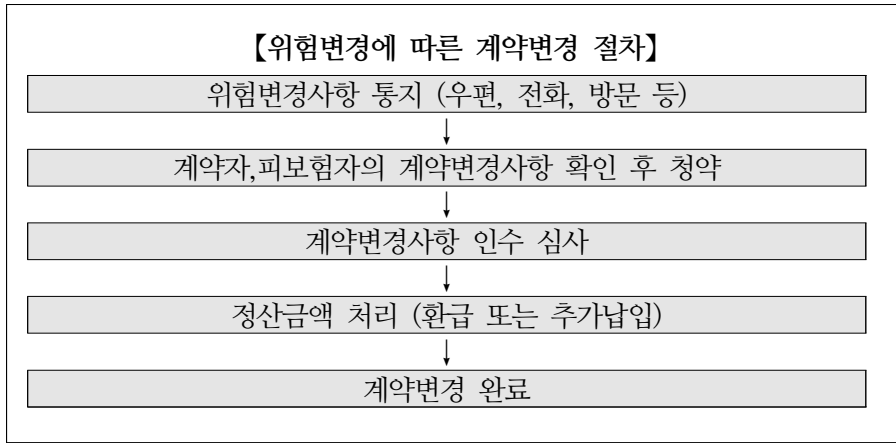 【위험변경에 따른 계약변경 절차】
위험변경사항 통지 (우편, 전화, 방문 등)
계약자,피보험자의 계약변경사항 확인 후 청약
계약변경사항 인수 심사
정산금액 처리 (환급 또는 추가납입)
계약변경 완료